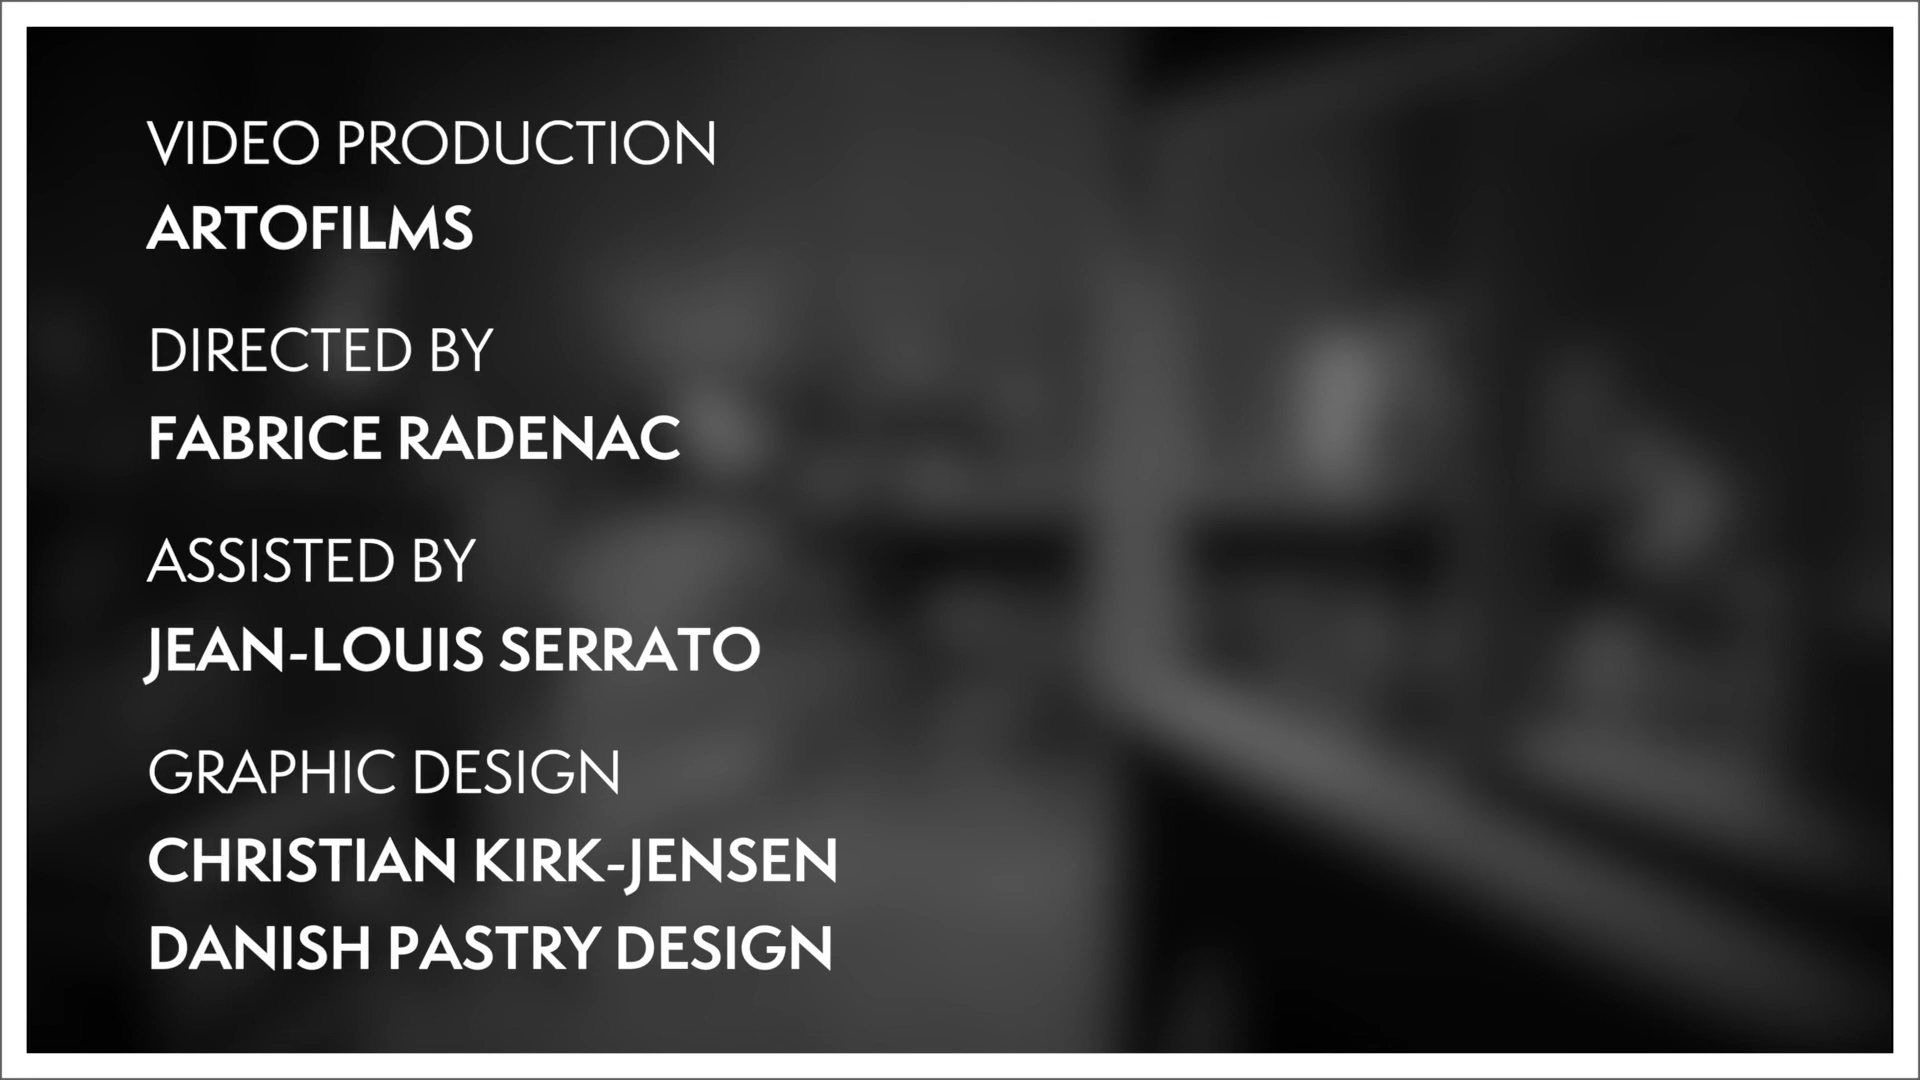 VIDEO PRODUCTION
ARTOFILMS
DIRECTED BY
FABRICE RADENAC
ASSISTED BY
JEAN-LOUIS SERRATO
GRAPHIC DESIGN
CHRISTIAN KIRK-JENSEN
DANISH PASTRY DESIGN